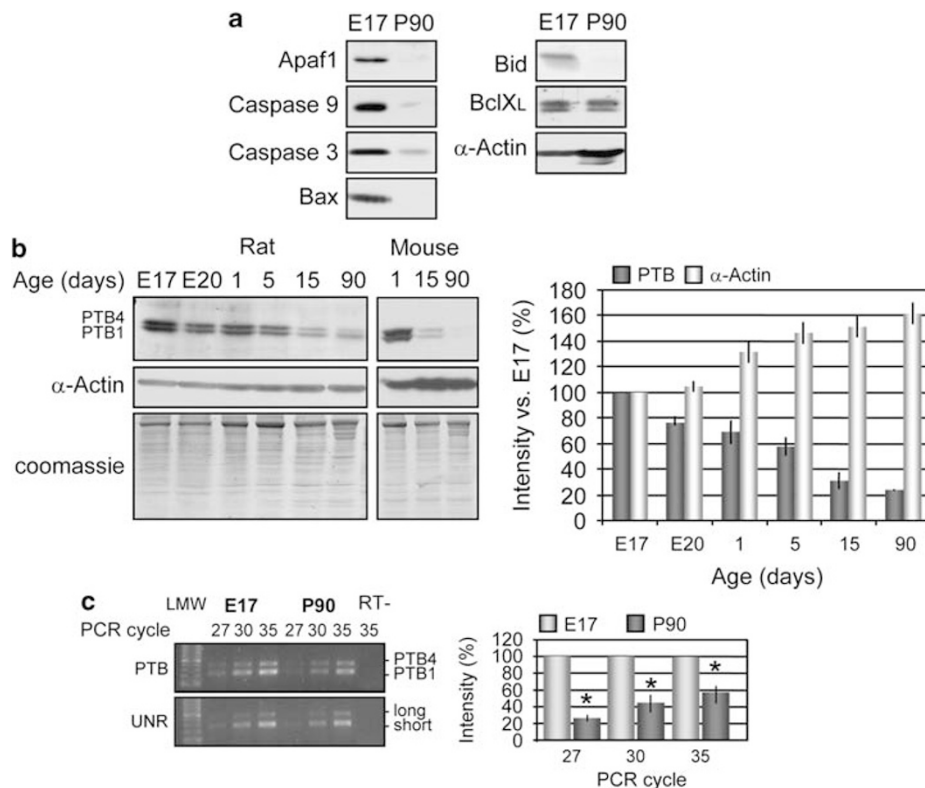 a
E17 P90
Apaf1
Caspase 9
Caspase 3
Bax
E17 P90
Bid
BclXL
α-Actin
b
Rat
Mouse
Age (days) E17 E20 1 5 15 90
1 15 90
PTB4
PTB1
α-Actin
coomassie
PTB α-Actin
Intensity vs. E17 (%)
180
160
140
120
100
80
60
40
20
0
E17 E20 1 5 15 90
Age (days)
c
LMW E17 P90 RT-
PCR cycle 27 30 35 27 30 35 35
PTB
PTB4
PTB1
UNR
long
short
E17 P90
Intensity (%)
120
100
80
60
40
20
0
* * *
27 30 35
PCR cycle